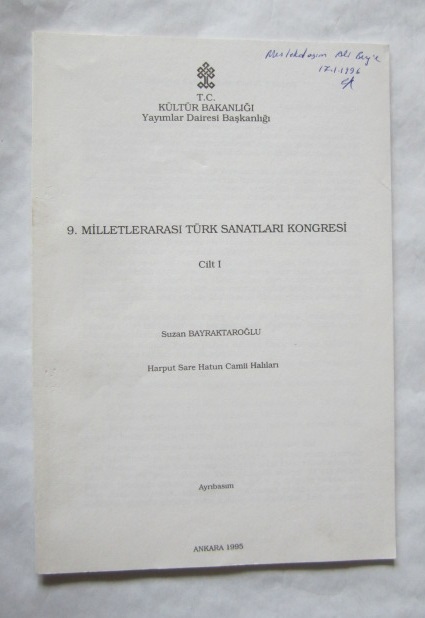 Meslekdaşım Ali Bey'e
17.1.1996
T.C.
KÜLTÜR BAKANLIĞI
Yayımlar Dairesi Başkanlığı
9. MİLLETLERARASI TÜRK SANATLARI KONGRESİ
Cilt I
Suzan BAYRAKTAROĞLU
Harput Sare Hatun Camii Halıları
Ayrıbasım
ANKARA 1995